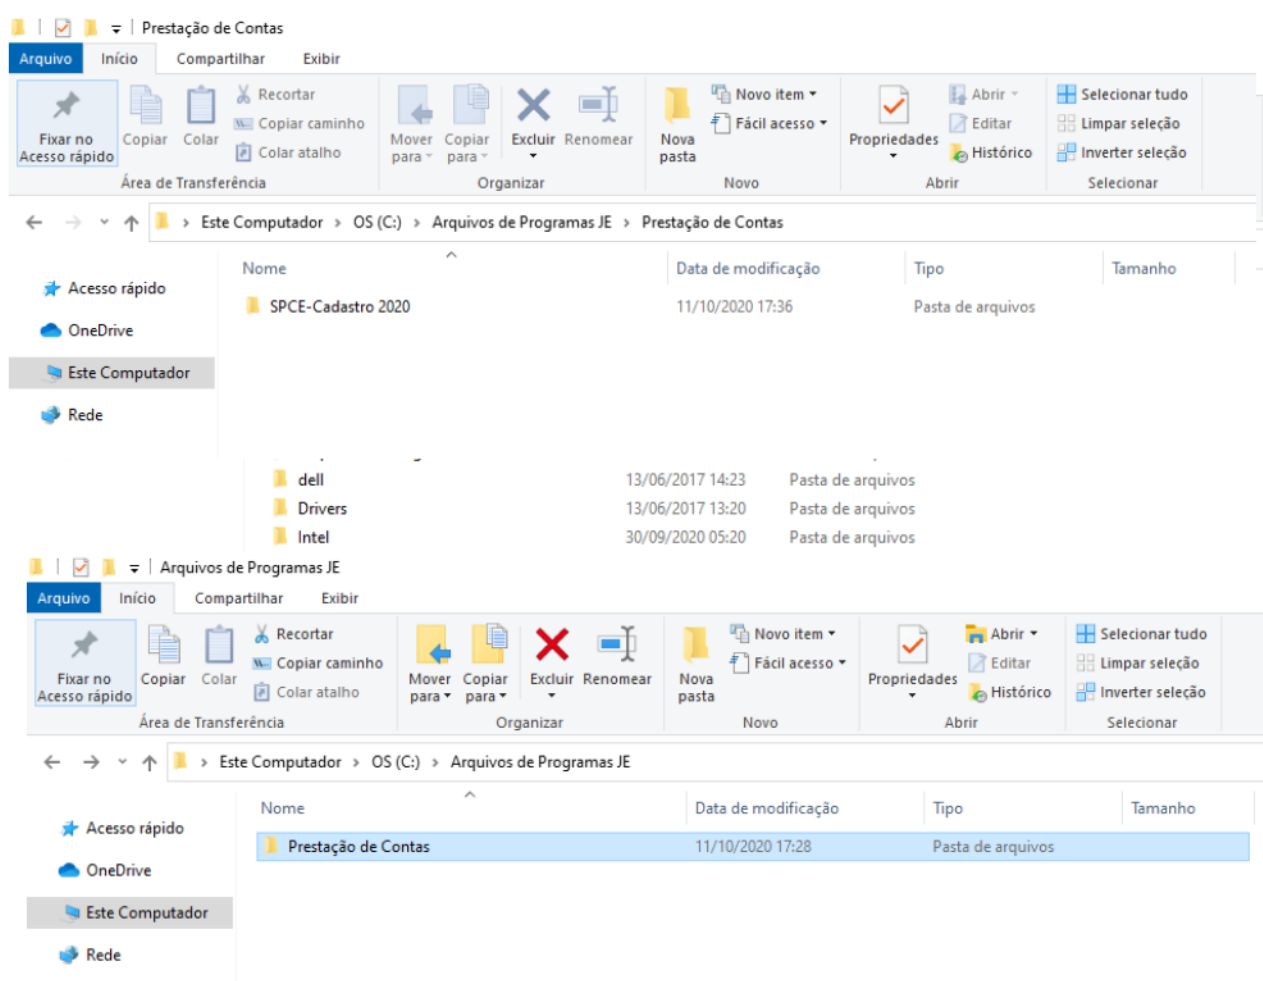 Prestação de Contas
Arquivo Início Compartilhar Exibir
Fixar no Acesso rápido
Copiar
Colar
Recortar
Copiar caminho
Colar atalho
Área de Transferência
Mover para
Copiar para
Excluir
Renomear
Organizar
Nova pasta
Novo item
Fácil acesso
Novo
Propriedades
Abrir
Editar
Histórico
Abrir
Selecionar tudo
Limpar seleção
Inverter seleção
Selecionar
Este Computador > OS (C:) > Arquivos de Programas JE > Prestação de Contas
Acesso rápido
OneDrive
Este Computador
Rede
Nome Data de modificação Tipo Tamanho
SPCE-Cadastro 2020 11/10/2020 17:36 Pasta de arquivos
dell 13/06/2017 14:23 Pasta de arquivos
Drivers 13/06/2017 13:20 Pasta de arquivos
Intel 30/09/2020 05:20 Pasta de arquivos
Arquivos de Programas JE
Arquivo Início Compartilhar Exibir
Fixar no Acesso rápido
Copiar
Colar
Recortar
Copiar caminho
Colar atalho
Área de Transferência
Mover para
Copiar para
Excluir
Renomear
Organizar
Nova pasta
Novo item
Fácil acesso
Novo
Propriedades
Abrir
Editar
Histórico
Abrir
Selecionar tudo
Limpar seleção
Inverter seleção
Selecionar
Este Computador > OS (C:) > Arquivos de Programas JE
Acesso rápido
OneDrive
Este Computador
Rede
Nome Data de modificação Tipo Tamanho
Prestação de Contas 11/10/2020 17:28 Pasta de arquivos